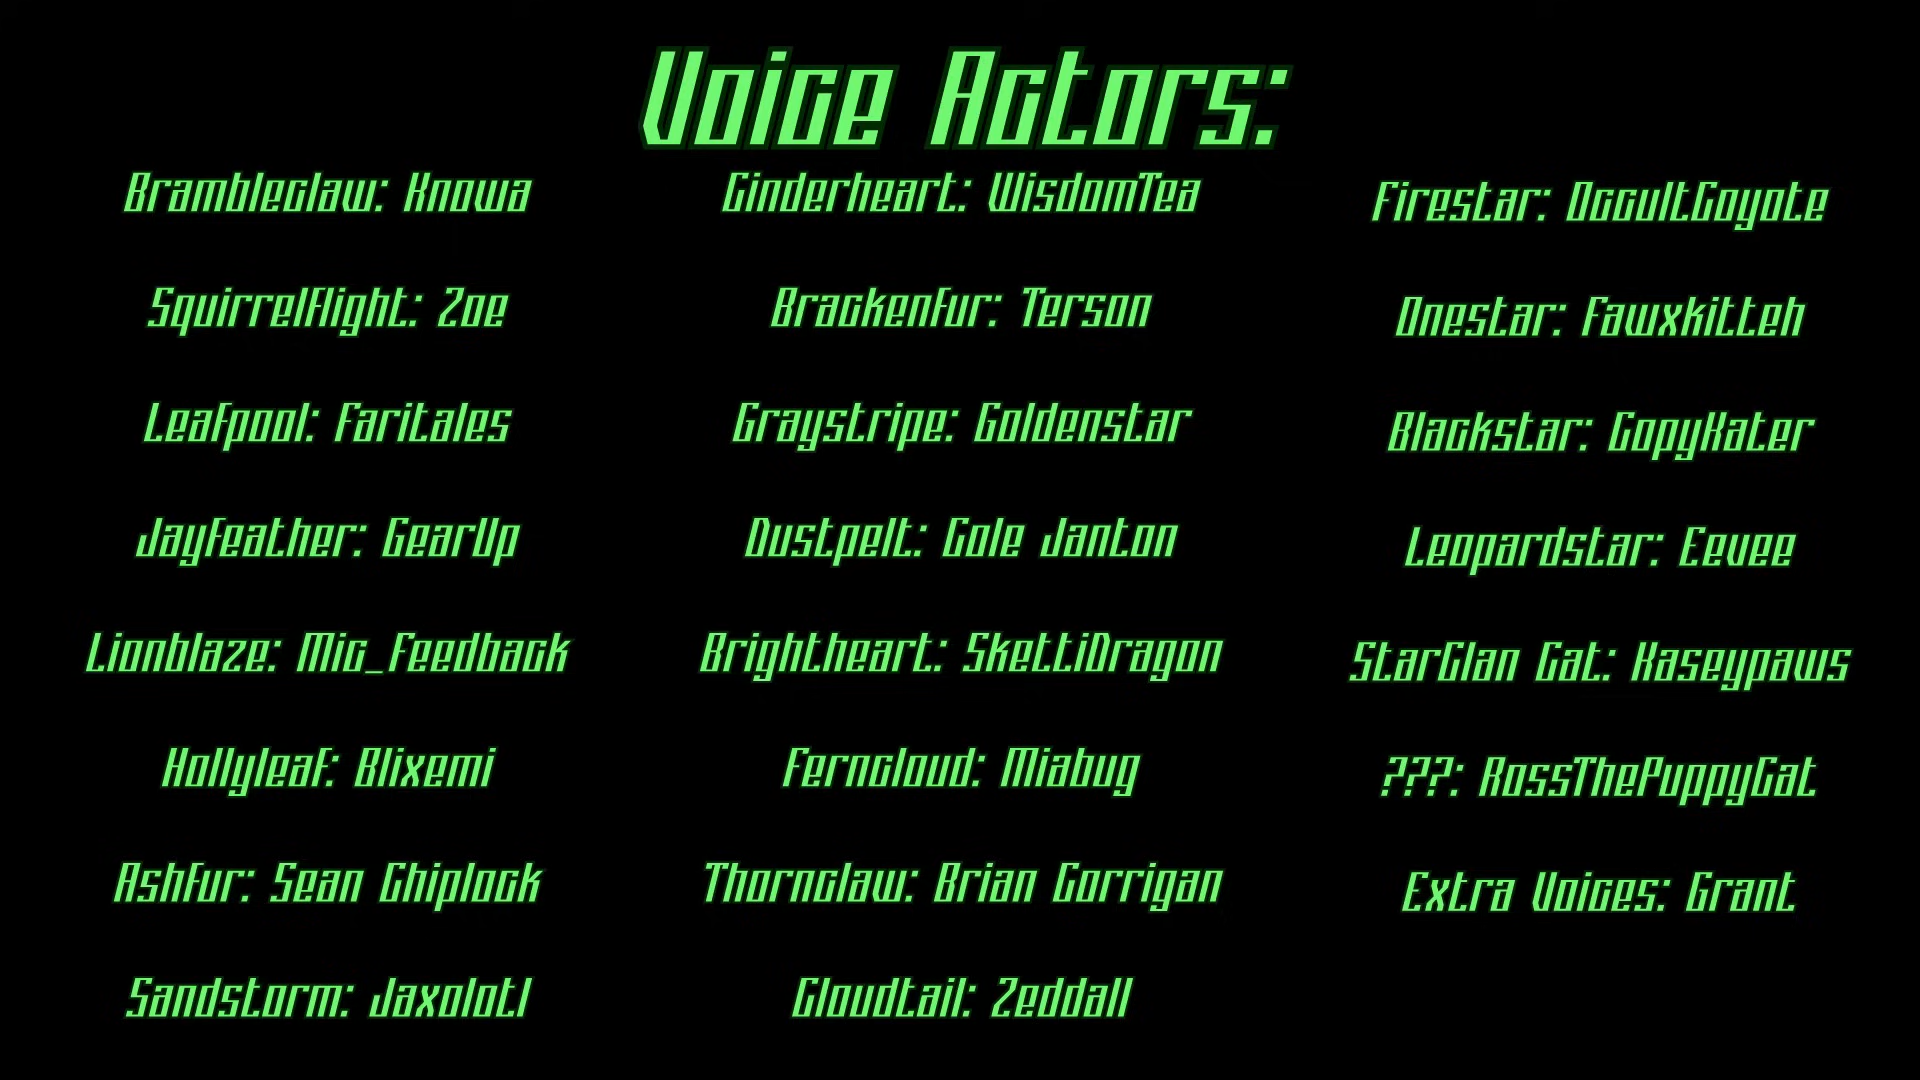 Voice Actors:
Brambleclaw: Knowa
Squirrelflight: Zoe
Leafpool: Faritales
Jayfeather: GearUp
Lionblaze: Mic_Feedback
Hollyleaf: Blixemi
Ashfur: Sean Chiplock
Sandstorm: Jaxolotl
Cinderheart: WisdomTea
Brackenfur: Terson
Graystripe: Goldenstar
Dustpelt: Cole Janton
Brightheart: SkettiDragon
Ferncloud: Miabug
Thornclaw: Brian Corrigan
Cloudtail: Zeddall
Firestar: OccultCoyote
Onestar: Fawxkitteh
Blackstar: CopyKater
Leopardstar: Eevee
StarClan Cat: Kaseypaws
???: RossThePuppyCat
Extra Voices: Grant